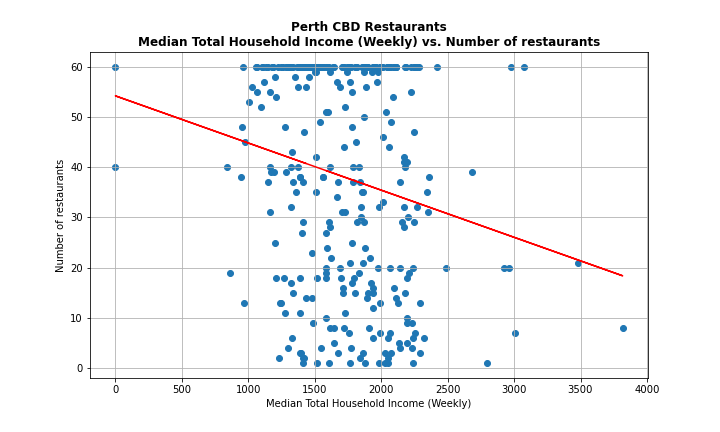 Perth CBD Restaurants
Median Total Household Income (Weekly) vs. Number of restaurants
60
50
40
30
20
10
0
Number of restaurants
0 500 1000 1500 2000 2500 3000 3500 4000
Median Total Household Income (Weekly)